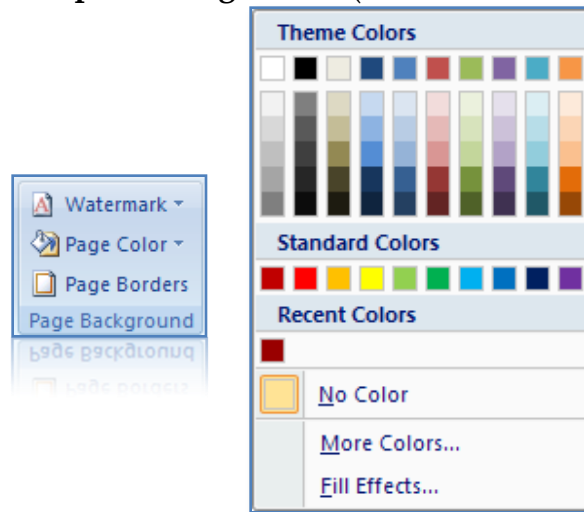 Theme Colors
Watermark
Page Color
Page Borders
Page Background
Standard Colors
Recent Colors
No Color
More Colors...
Fill Effects...